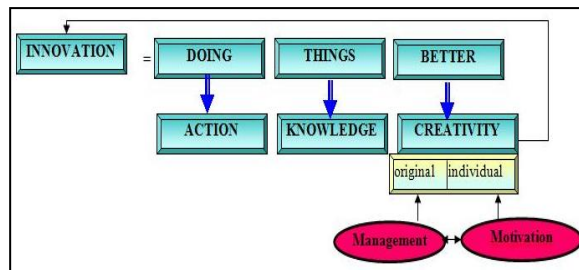 INNOVATION = DOING THINGS BETTER
ACTION KNOWLEDGE CREATIVITY
original individual
Management Motivation